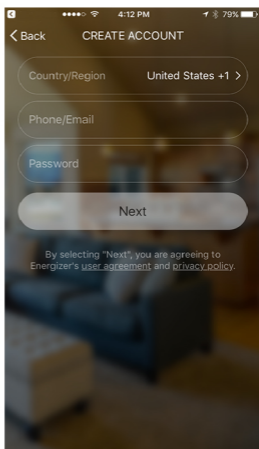 4:12 PM
79%
Back
CREATE ACCOUNT
Country/Region United States +1
Phone/Email
Password
Next
By selecting "Next", you are agreeing to
Energizer's user agreement and privacy policy.